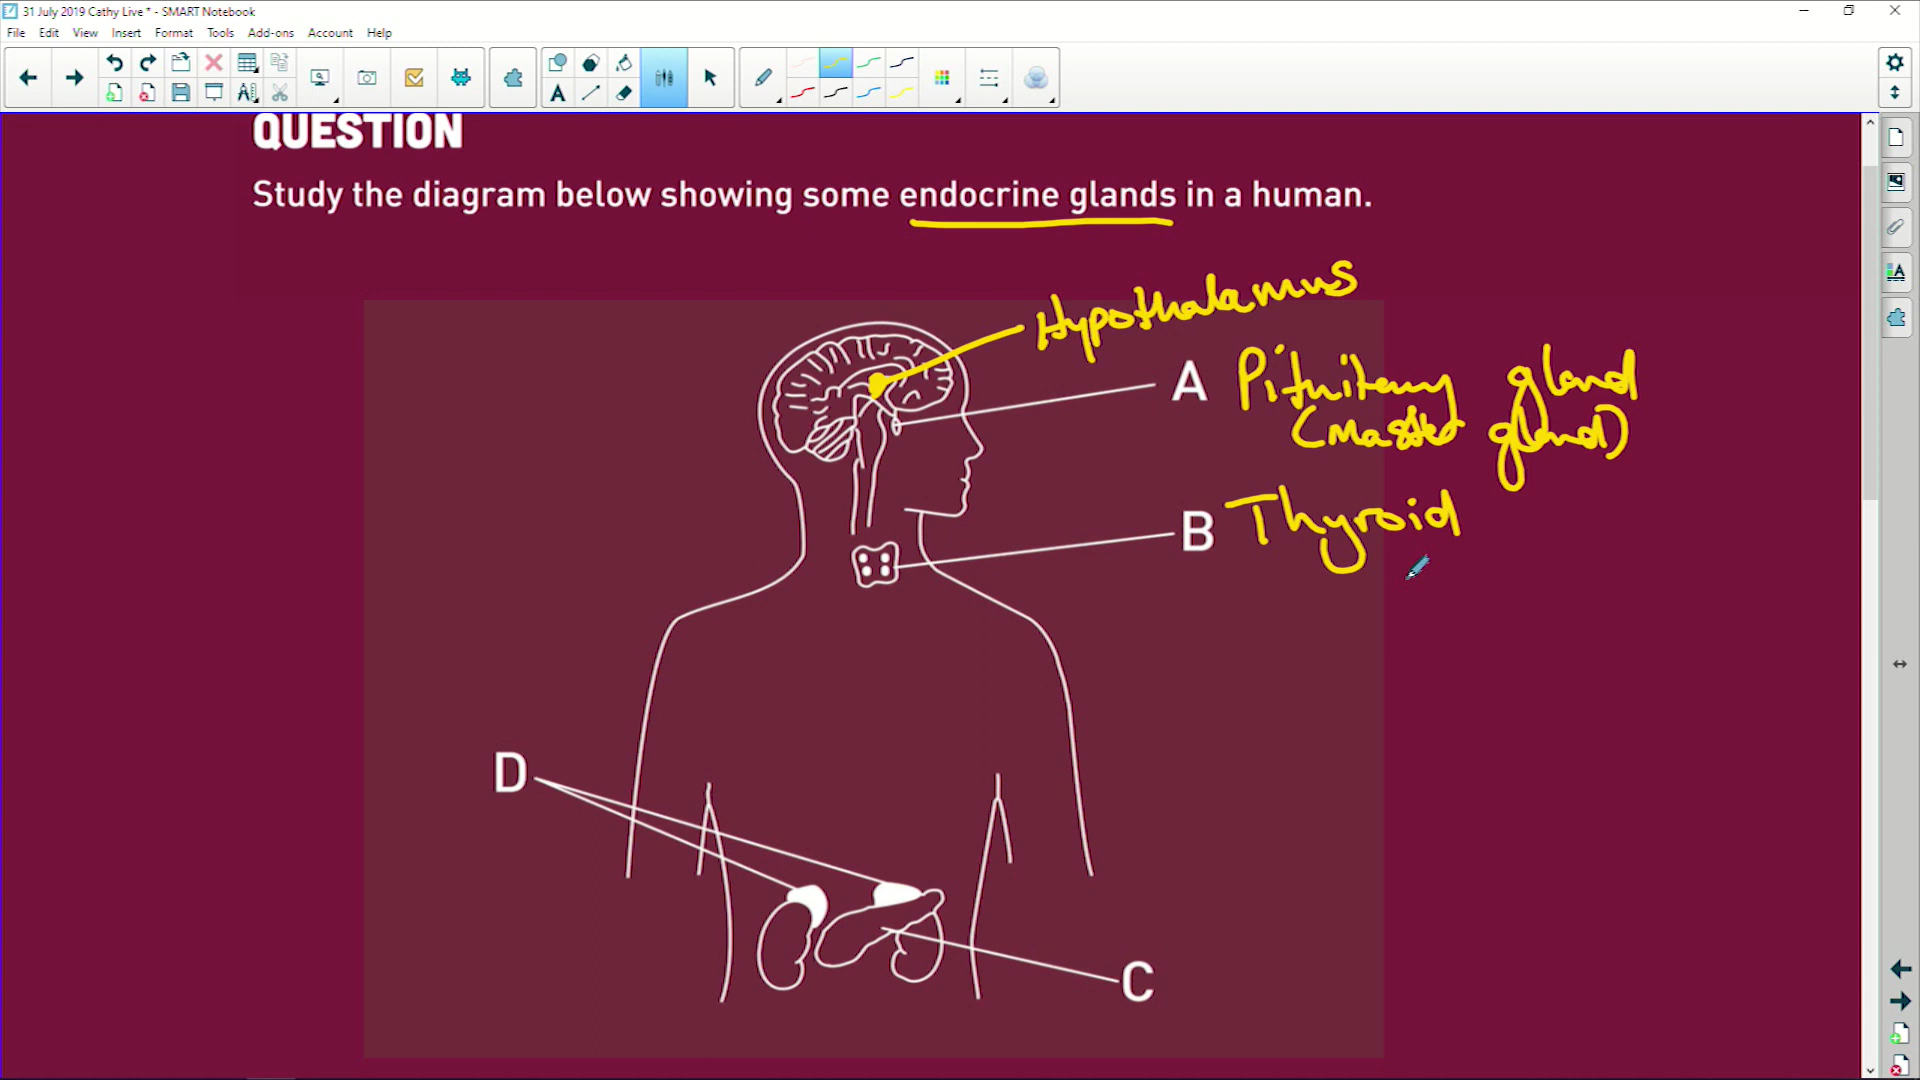 31 July 2019 Cathy Live * - SMART Notebook
File Edit View Insert Format Tools Add-ons Account Help
QUESTION
Study the diagram below showing some endocrine glands in a human.
Hypothalamus
A Pituitary gland
(Master gland)
B Thyroid
D
C